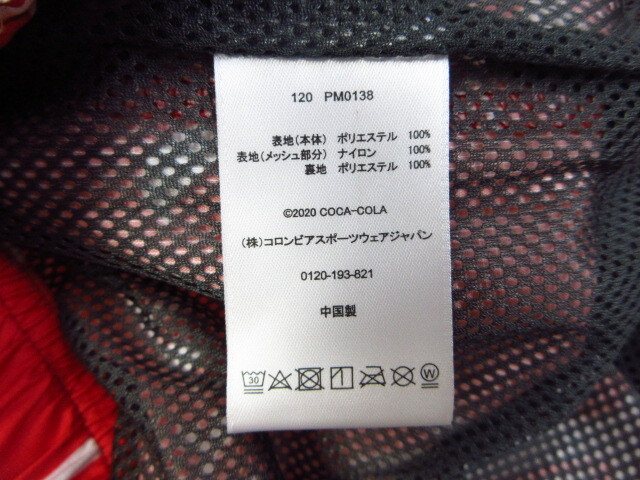 120 PM0138
表地(本体) ポリエステル 100%
表地(メッシュ部分) ナイロン 100%
裏地 ポリエステル 100%
©2020 COCA-COLA
(株)コロンビアスポーツウェアジャパン
0120-193-821
中国製
30 W